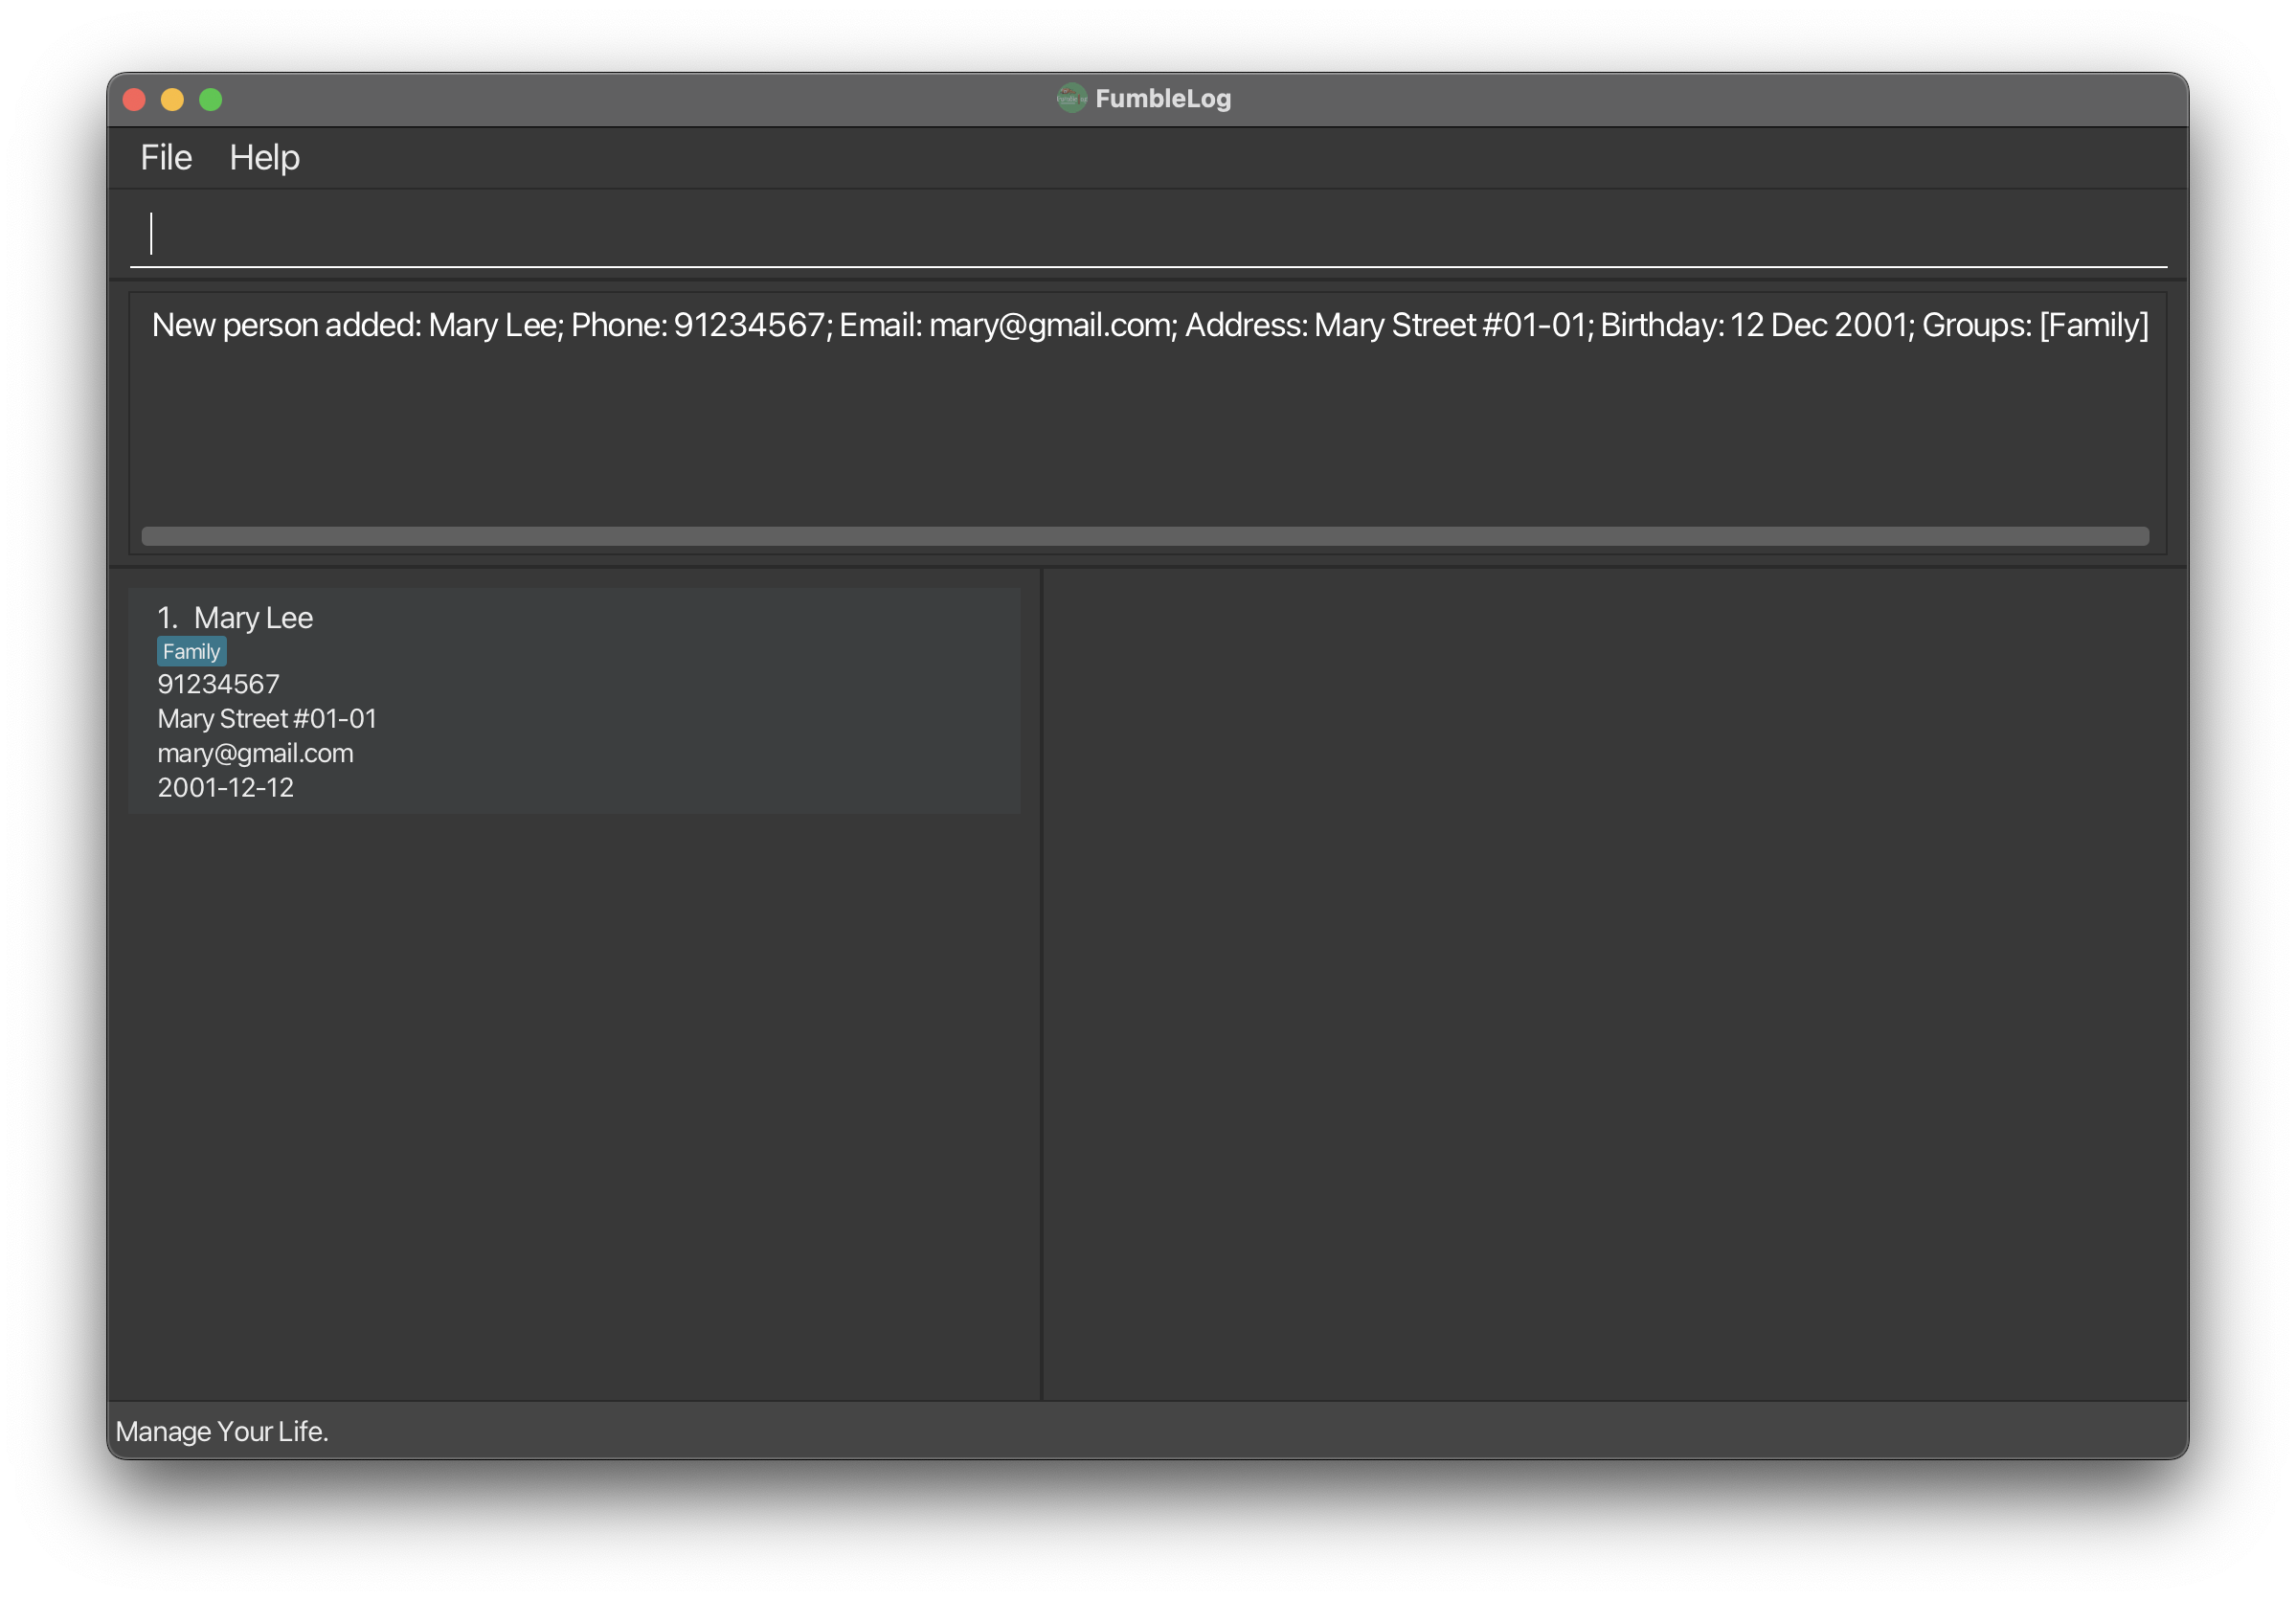 FumbleLog
File Help
New person added: Mary Lee; Phone: 91234567; Email: mary@gmail.com; Address: Mary Street #01-01; Birthday: 12 Dec 2001; Groups: [Family]
1. Mary Lee
Family
91234567
Mary Street #01-01
mary@gmail.com
2001-12-12
Manage Your Life.